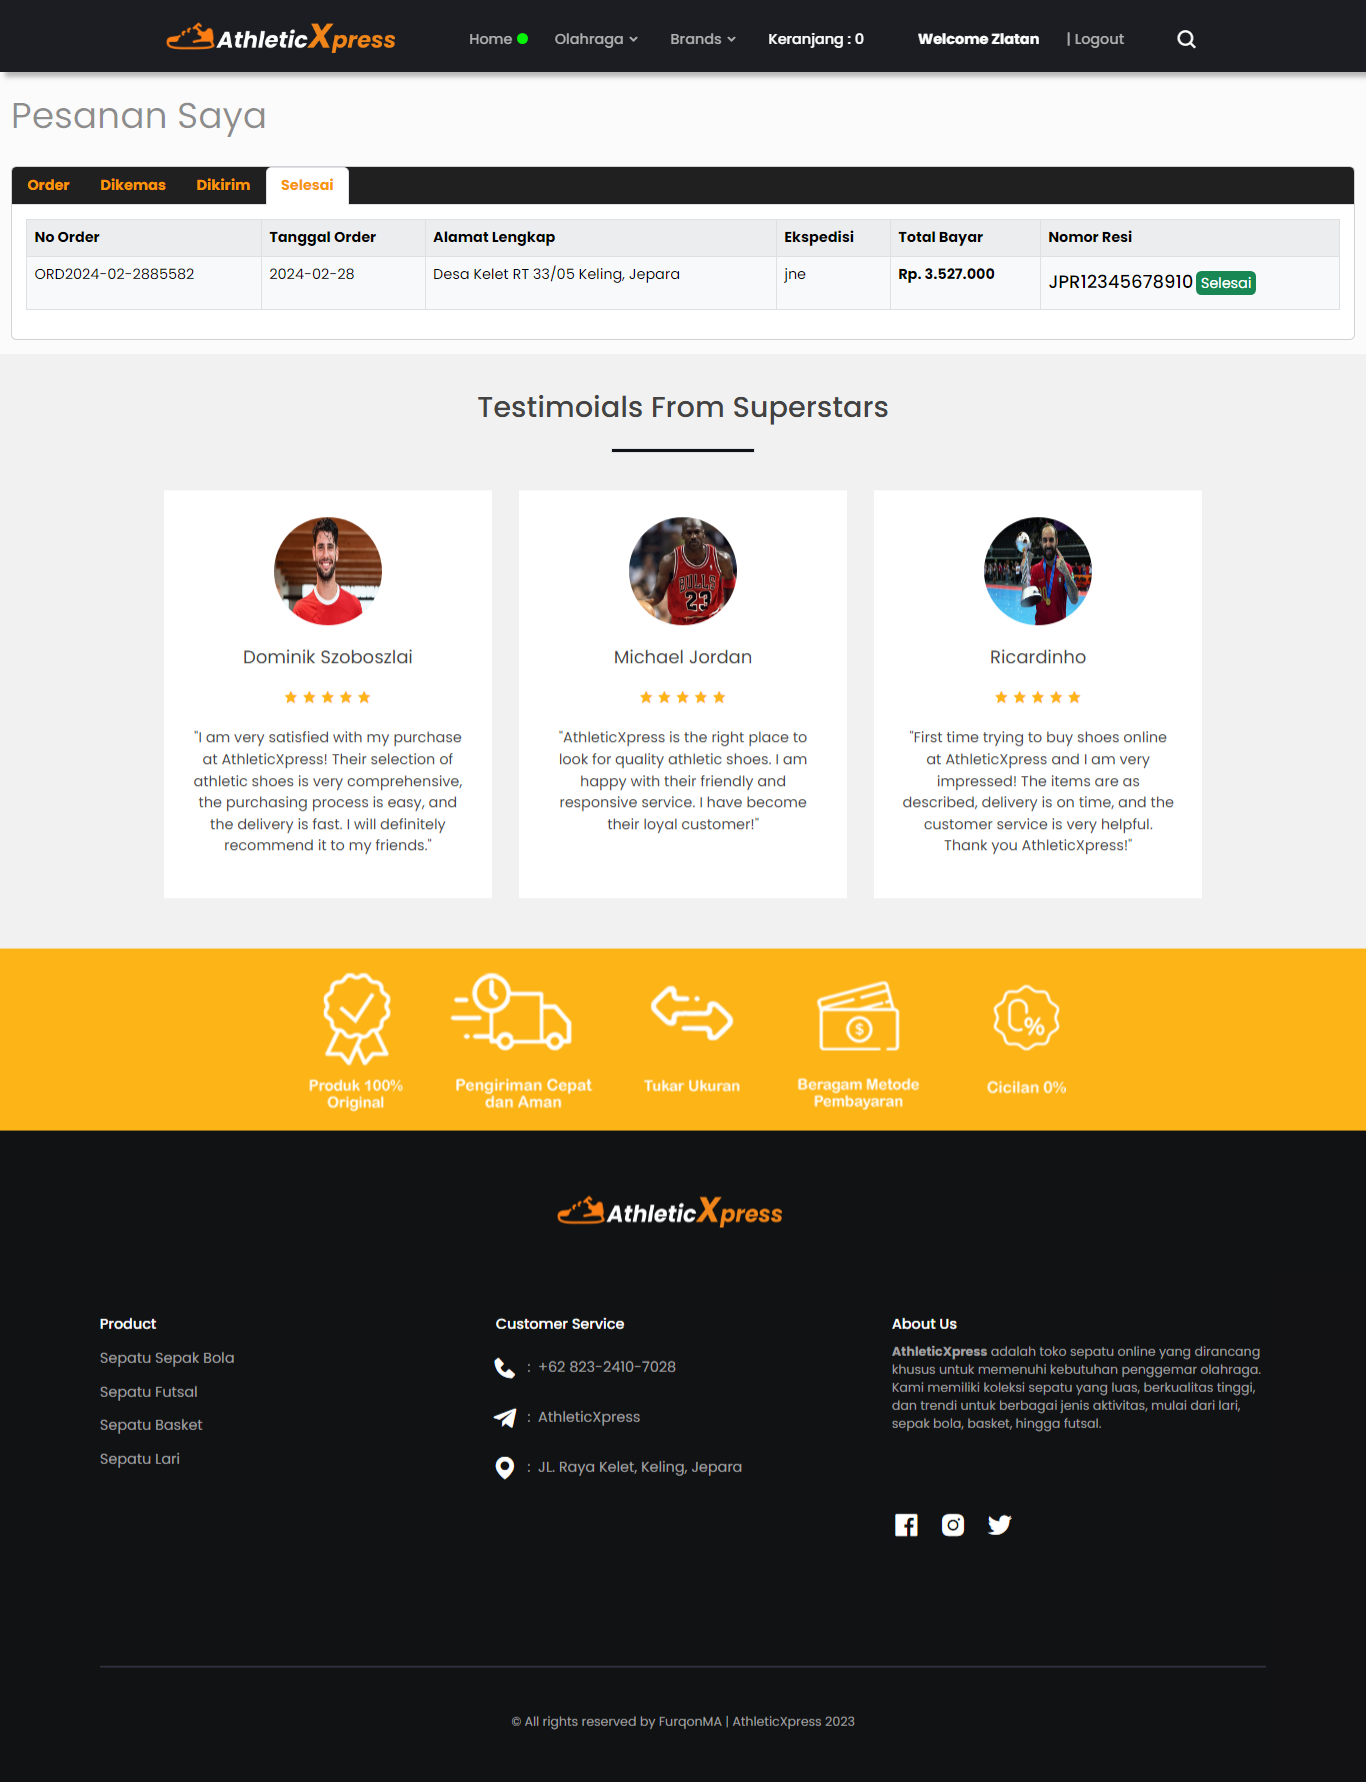 AthleticXpress Home Olahraga Brands Keranjang : 0 Welcome Zlatan | Logout
Pesanan Saya
Order Dikemas Dikirim Selesai
No Order Tanggal Order Alamat Lengkap Ekspedisi Total Bayar Nomor Resi
ORD2024-02-2885582 2024-02-28 Desa Kelet RT 33/05 Keling, Jepara jne Rp. 3.527.000 JPR12345678910 Selesai
Testimoials From Superstars
BULLS
23
Dominik Szoboszlai
"I am very satisfied with my purchase
at AthleticXpress! Their selection of
athletic shoes is very comprehensive,
the purchasing process is easy, and
the delivery is fast. I will definitely
recommend it to my friends."
Michael Jordan
"AthleticXpress is the right place to
look for quality athletic shoes. I am
happy with their friendly and
responsive service. I have become
their loyal customer!"
Ricardinho
"First time trying to buy shoes online
at AthleticXpress and I am very
impressed! The items are as
described, delivery is on time, and the
customer service is very helpful.
Thank you AthleticXpress!"
$
0%
Produk 100%
Original
Pengiriman Cepat
dan Aman
Tukar Ukuran
Beragam Metode
Pembayaran
Cicilan 0%
AthleticXpress
Product
Sepatu Sepak Bola
Sepatu Futsal
Sepatu Basket
Sepatu Lari
Customer Service
: +62 823-2410-7028
: AthleticXpress
: JL. Raya Kelet, Keling, Jepara
About Us
AthleticXpress adalah toko sepatu online yang dirancang
khusus untuk memenuhi kebutuhan penggemar olahraga.
Kami memiliki koleksi sepatu yang luas, berkualitas tinggi,
dan trendi untuk berbagai jenis aktivitas, mulai dari lari,
sepak bola, basket, hingga futsal.
© All rights reserved by FurqonMA | AthleticXpress 2023